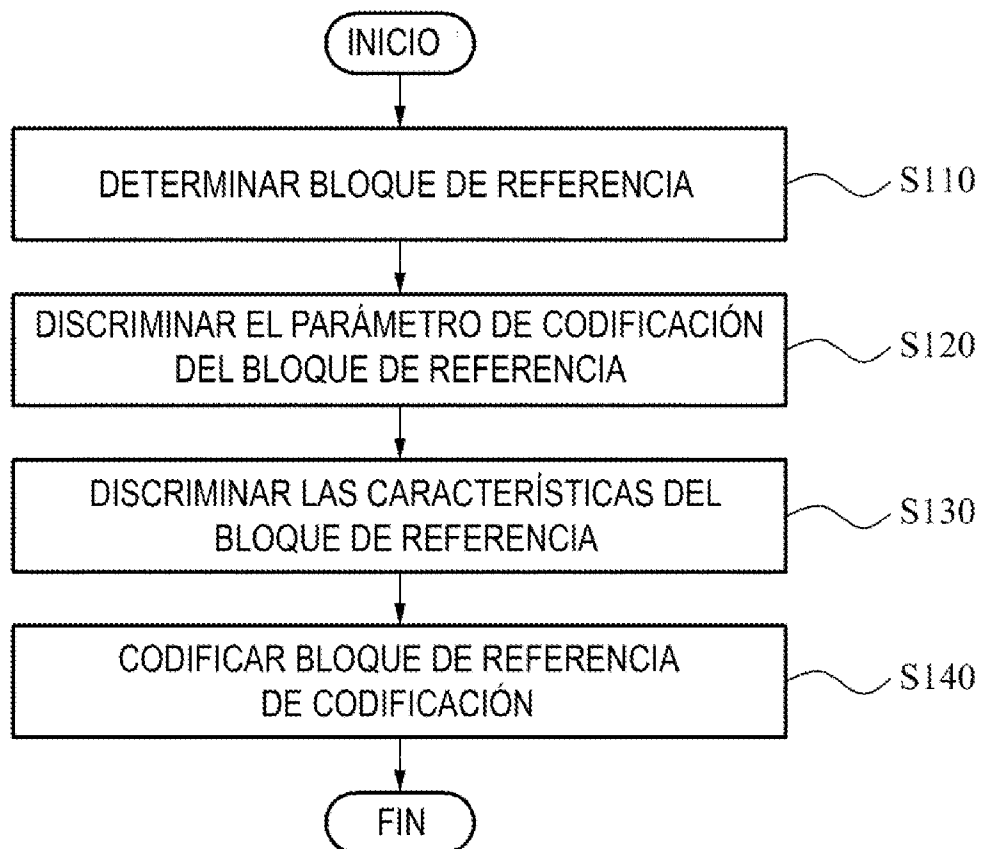 INICIO
DETERMINAR BLOQUE DE REFERENCIA
S110
DISCRIMINAR EL PARÁMETRO DE CODIFICACIÓN
DEL BLOQUE DE REFERENCIA
S120
DISCRIMINAR LAS CARACTERÍSTICAS DEL
BLOQUE DE REFERENCIA
S130
CODIFICAR BLOQUE DE REFERENCIA
DE CODIFICACIÓN
S140
FIN